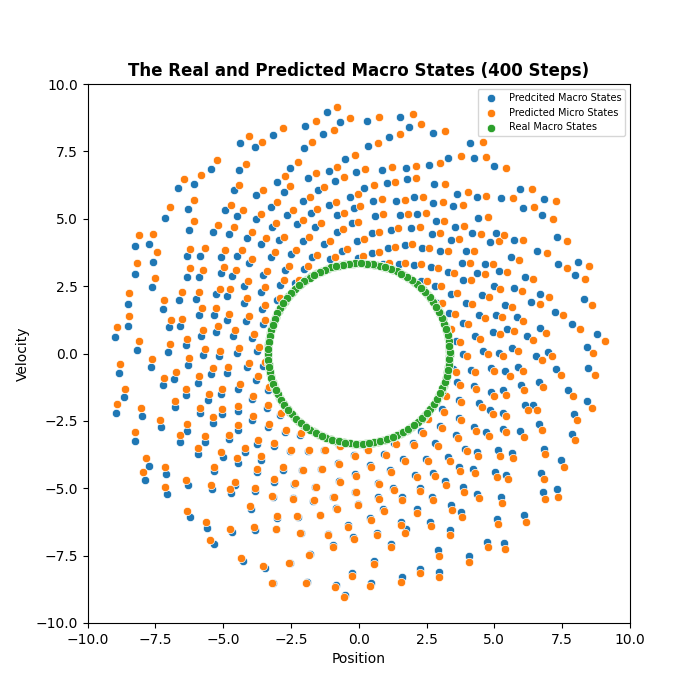 The Real and Predicted Macro States (400 Steps)
Predcited Macro States
Predicted Micro States
Real Macro States
10.0
7.5
5.0
2.5
0.0
−2.5
−5.0
−7.5
−10.0
Velocity
−10.0 −7.5 −5.0 −2.5 0.0 2.5 5.0 7.5 10.0
Position